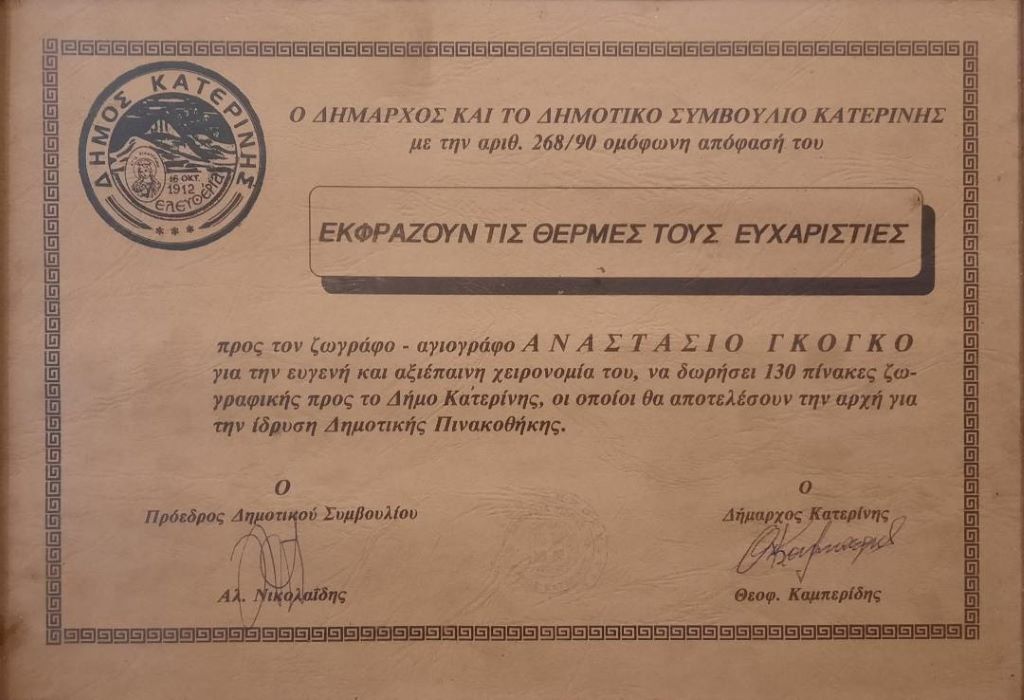 ΔΗΜΟΣ ΚΑΤΕΡΙΝΗΣ
16 ΟΚΤ.
1912
ΕΛΕΥΘΕΡΙΑ
Ο ΔΗΜΑΡΧΟΣ ΚΑΙ ΤΟ ΔΗΜΟΤΙΚΟ ΣΥΜΒΟΥΛΙΟ ΚΑΤΕΡΙΝΗΣ
με την αριθ. 268/90 ομόφωνη απόφασή του
ΕΚΦΡΑΖΟΥΝ ΤΙΣ ΘΕΡΜΕΣ ΤΟΥΣ ΕΥΧΑΡΙΣΤΙΕΣ
προς τον ζωγράφο - αγιογράφο ΑΝΑΣΤΑΣΙΟ ΓΚΟΓΚΟ
για την ευγενή και αξιέπαινη χειρονομία του, να δωρήσει 130 πίνακες ζω-
γραφικής προς το Δήμο Κατερίνης, οι οποίοι θα αποτελέσουν την αρχή για
την ίδρυση Δημοτικής Πινακοθήκης.
Ο
Πρόεδρος Δημοτικού Συμβουλίου
Αλ. Νικολαΐδης
Ο
Δήμαρχος Κατερίνης
Θεοφ. Καμπερίδης